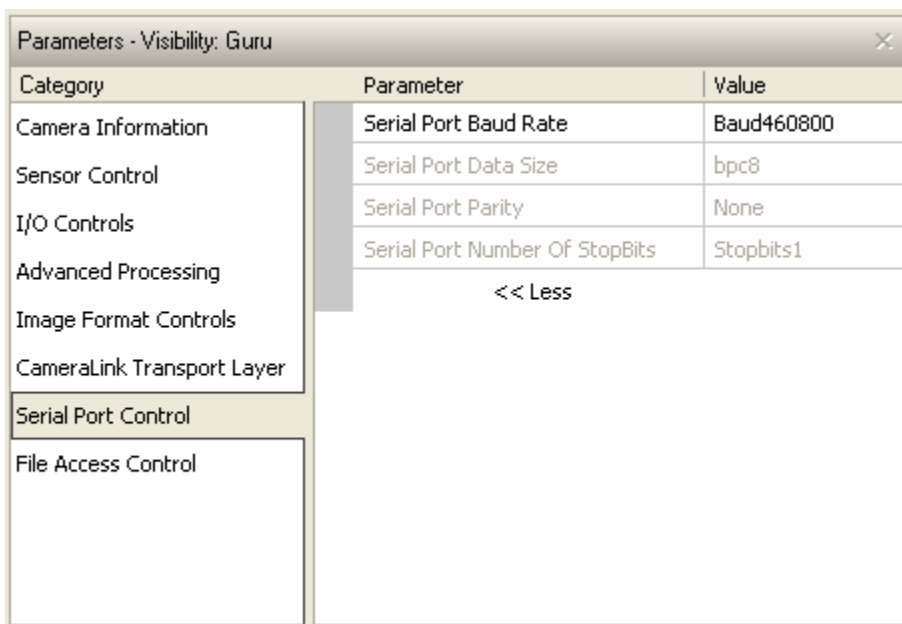 Parameters - Visibility: Guru
Category Parameter Value
Camera Information
Sensor Control
I/O Controls
Advanced Processing
Image Format Controls
CameraLink Transport Layer
Serial Port Control
File Access Control
Serial Port Baud Rate Baud460800
Serial Port Data Size bpc8
Serial Port Parity None
Serial Port Number Of StopBits Stopbits1
<< Less